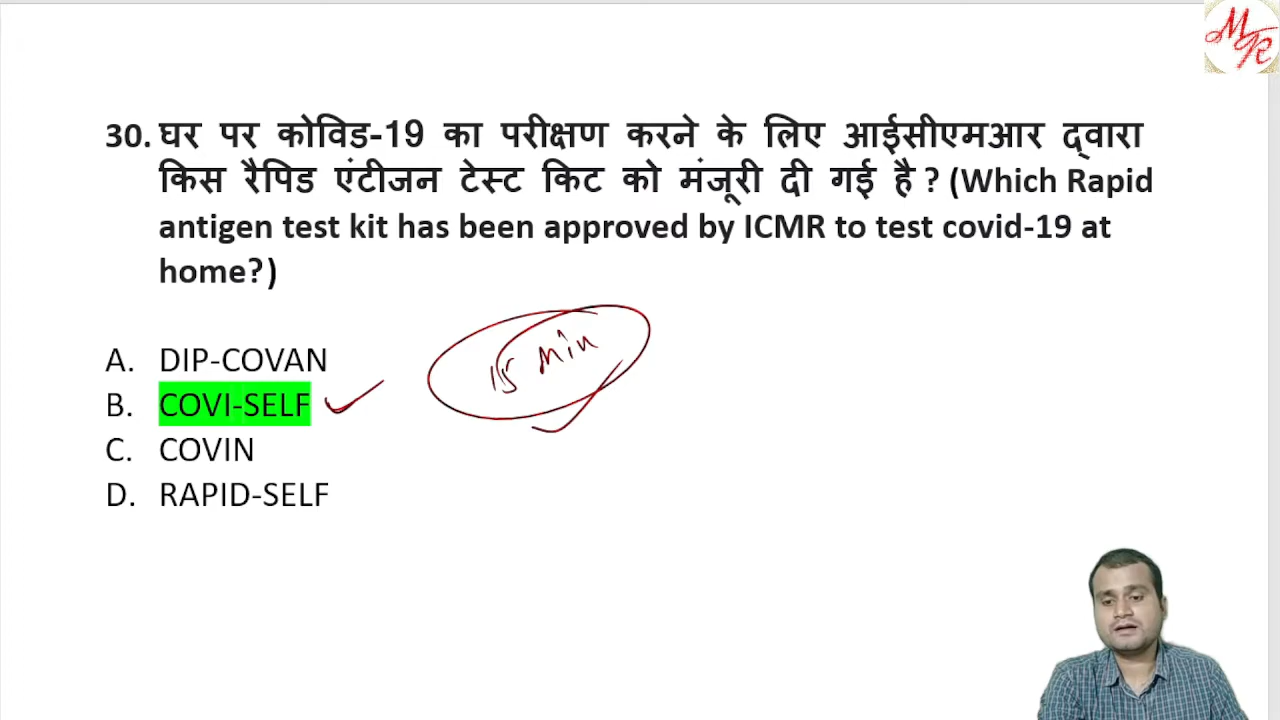 MR
30. घर पर कोविड-19 का परीक्षण करने के लिए आईसीएमआर द्वारा
किस रैपिड एंटीजन टेस्ट किट को मंजूरी दी गई है ? (Which Rapid
antigen test kit has been approved by ICMR to test covid-19 at
home?)
A. DIP-COVAN
15 min
B. COVI-SELF
C. COVIN
D. RAPID-SELF